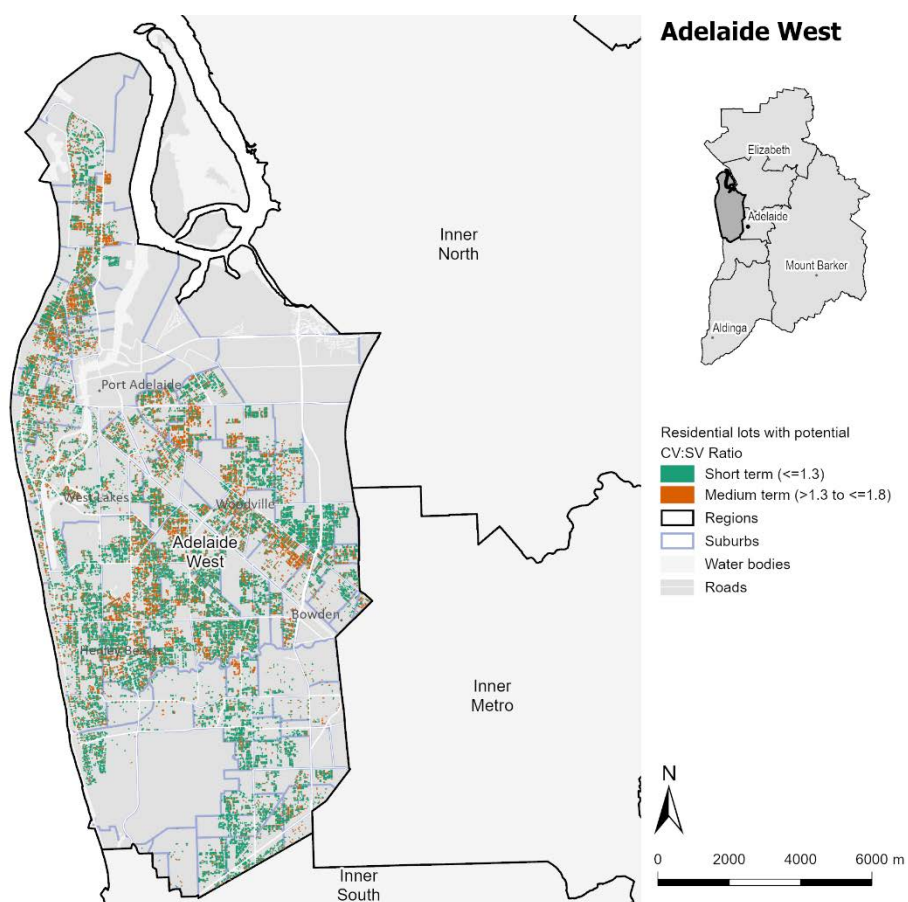 Adelaide West
Elizabeth
Adelaide
Mount Barker
Aldinga
Inner
North
Port Adelaide
West Lakes
Woodville
Adelaide
West
Bowden
Henley Beach
Inner
Metro
Inner
South
Residential lots with potential
CV:SV Ratio
Short term (<=1.3)
Medium term (>1.3 to <=1.8)
Regions
Suburbs
Water bodies
Roads
N
0 2000 4000 6000 m